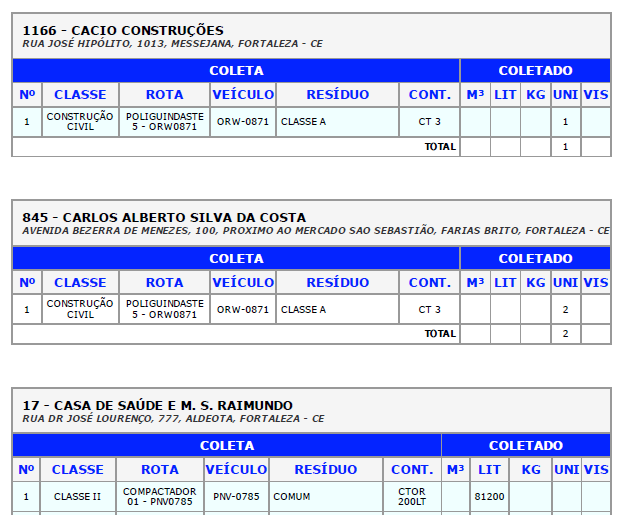 1166 - CACIO CONSTRUÇÕES
RUA JOSÉ HIPÓLITO, 1013, MESSEJANA, FORTALEZA - CE
COLETA COLETADO
Nº CLASSE ROTA VEÍCULO RESÍDUO CONT. M³ LIT KG UNI VIS
1 CONSTRUÇÃO CIVIL POLIGUINDASTE 5 - ORW0871 ORW-0871 CLASSE A CT 3 1
TOTAL 1
845 - CARLOS ALBERTO SILVA DA COSTA
AVENIDA BEZERRA DE MENEZES, 100, PROXIMO AO MERCADO SAO SEBASTIÃO, FARIAS BRITO, FORTALEZA - CE
COLETA COLETADO
Nº CLASSE ROTA VEÍCULO RESÍDUO CONT. M³ LIT KG UNI VIS
1 CONSTRUÇÃO CIVIL POLIGUINDASTE 5 - ORW0871 ORW-0871 CLASSE A CT 3 2
TOTAL 2
17 - CASA DE SAÚDE E M. S. RAIMUNDO
RUA DR JOSÉ LOURENÇO, 777, ALDEOTA, FORTALEZA - CE
COLETA COLETADO
Nº CLASSE ROTA VEÍCULO RESÍDUO CONT. M³ LIT KG UNI VIS
1 CLASSE II COMPACTADOR 01 - PNV0785 PNV-0785 COMUM CTOR 200LT 81200